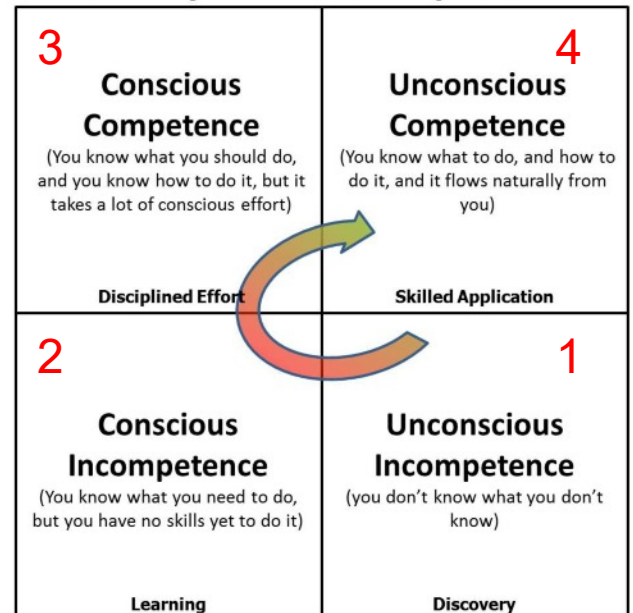 3
Conscious
Competence
(You know what you should do,
and you know how to do it, but it
takes a lot of conscious effort)
Disciplined Effort
4
Unconscious
Competence
(You know what to do, and how to
do it, and it flows naturally from
you)
Skilled Application
2
Conscious
Incompetence
(You know what you need to do,
but you have no skills yet to do it)
Learning
1
Unconscious
Incompetence
(you don’t know what you don’t
know)
Discovery